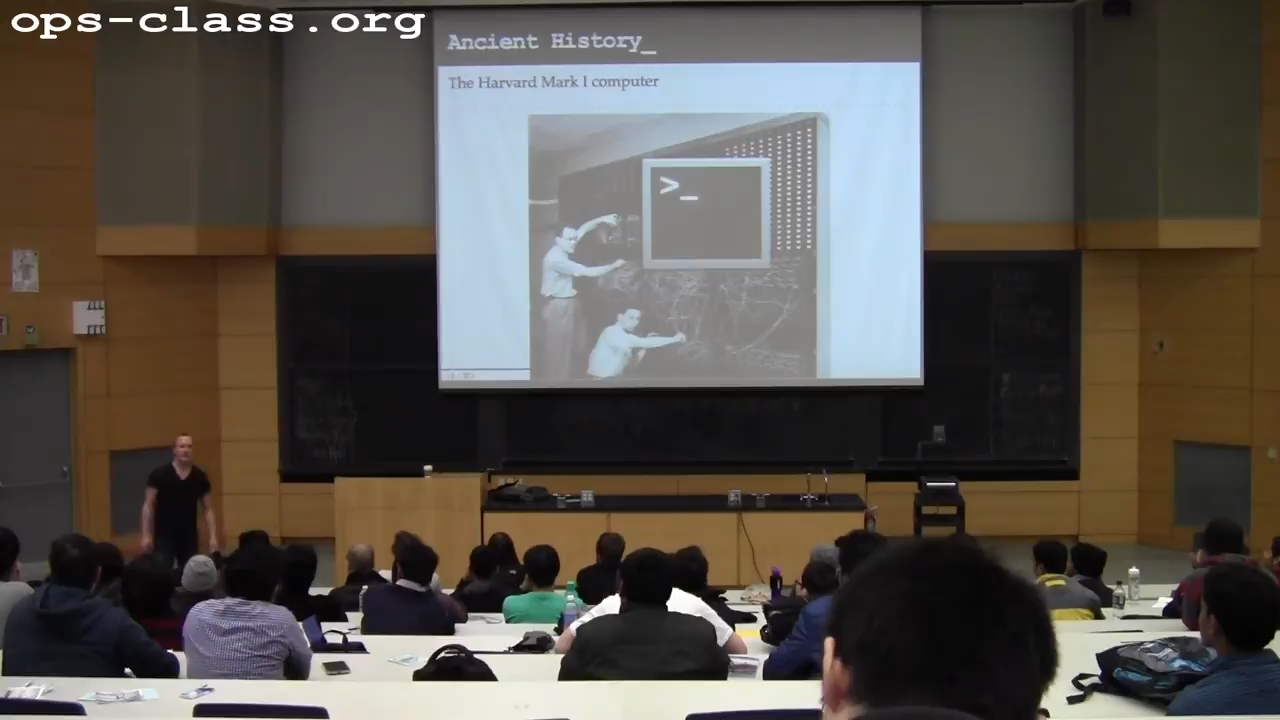 ops-class.org
Ancient History_
The Harvard Mark I computer
>_